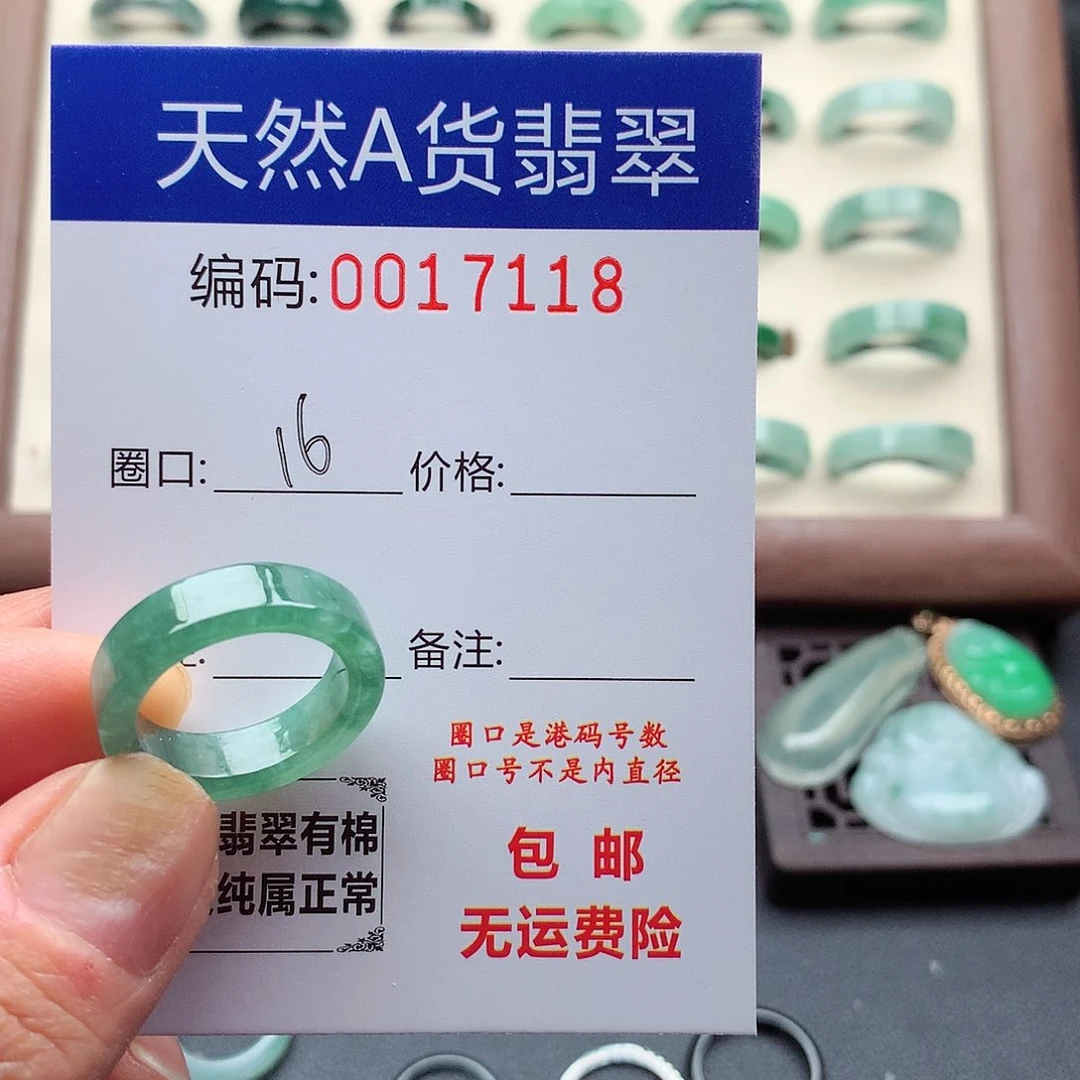 天然A货翡翠
编码:0017118
圈口: 16 价格:
备注:
圈口是港码号数
圈口号不是内直径
翡翠有棉
纯属正常
包 邮
无运费险